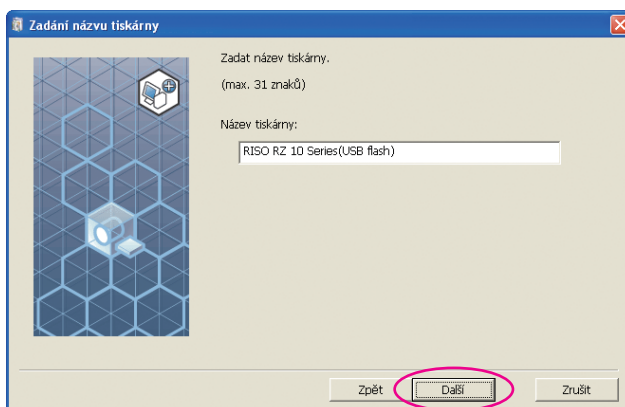 Zadání názvu tiskárny
Zadat název tiskárny.
(max. 31 znaků)
Název tiskárny:
RISO RZ 10 Series(USB flash)
Zpět
Další
Zrušit